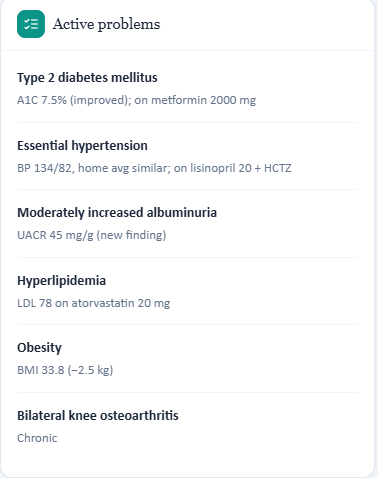 Active problems
Type 2 diabetes mellitus
A1C 7.5% (improved); on metformin 2000 mg
Essential hypertension
BP 134/82, home avg similar; on lisinopril 20 + HCTZ
Moderately increased albuminuria
UACR 45 mg/g (new finding)
Hyperlipidemia
LDL 78 on atorvastatin 20 mg
Obesity
BMI 33.8 (−2.5 kg)
Bilateral knee osteoarthritis
Chronic